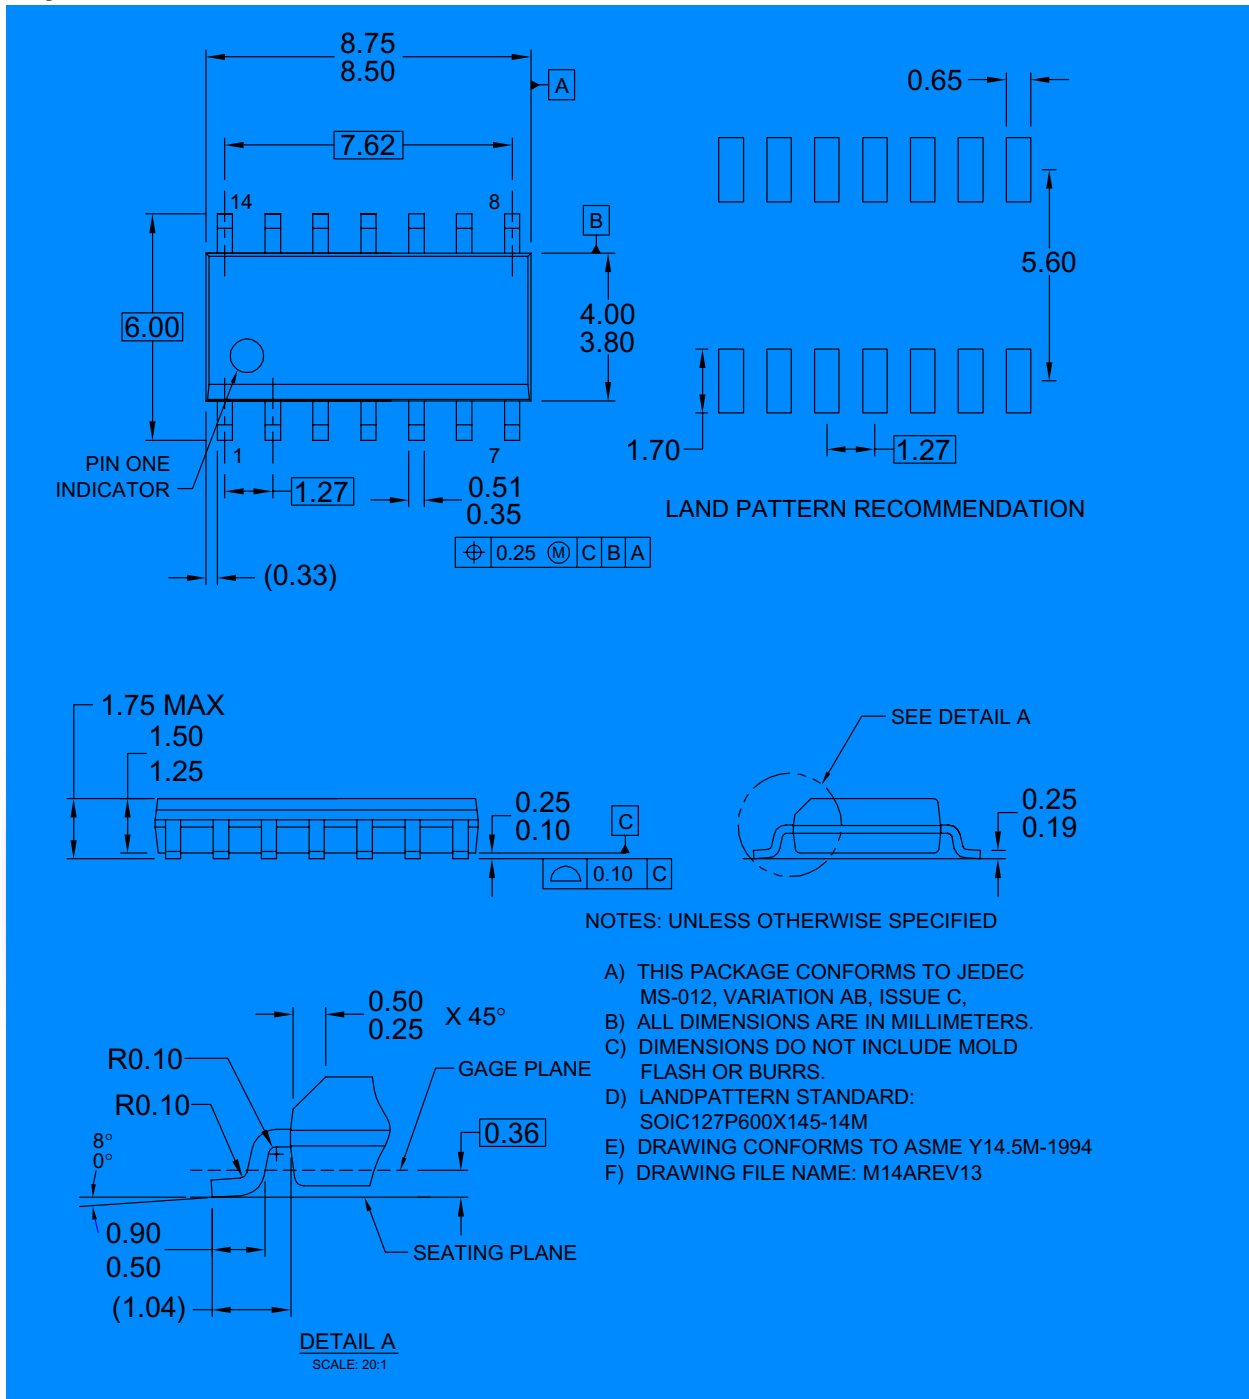 8.75
8.50
A
0.65
7.62
14
8
B
5.60
6.00
4.00
3.80
PIN ONE
INDICATOR
1
7
1.27
0.51
0.35
1.70
1.27
LAND PATTERN RECOMMENDATION
⌖ 0.25 Ⓜ C B A
(0.33)
1.75 MAX
1.50
1.25
0.25
0.10
C
⌓ 0.10 C
SEE DETAIL A
0.25
0.19
NOTES: UNLESS OTHERWISE SPECIFIED
A) THIS PACKAGE CONFORMS TO JEDEC
MS-012, VARIATION AB, ISSUE C,
B) ALL DIMENSIONS ARE IN MILLIMETERS.
C) DIMENSIONS DO NOT INCLUDE MOLD
FLASH OR BURRS.
D) LANDPATTERN STANDARD:
SOIC127P600X145-14M
E) DRAWING CONFORMS TO ASME Y14.5M-1994
F) DRAWING FILE NAME: M14AREV13
0.50
0.25
X 45°
R0.10
R0.10
GAGE PLANE
8°
0°
0.36
0.90
0.50
(1.04)
SEATING PLANE
DETAIL A
SCALE: 20:1